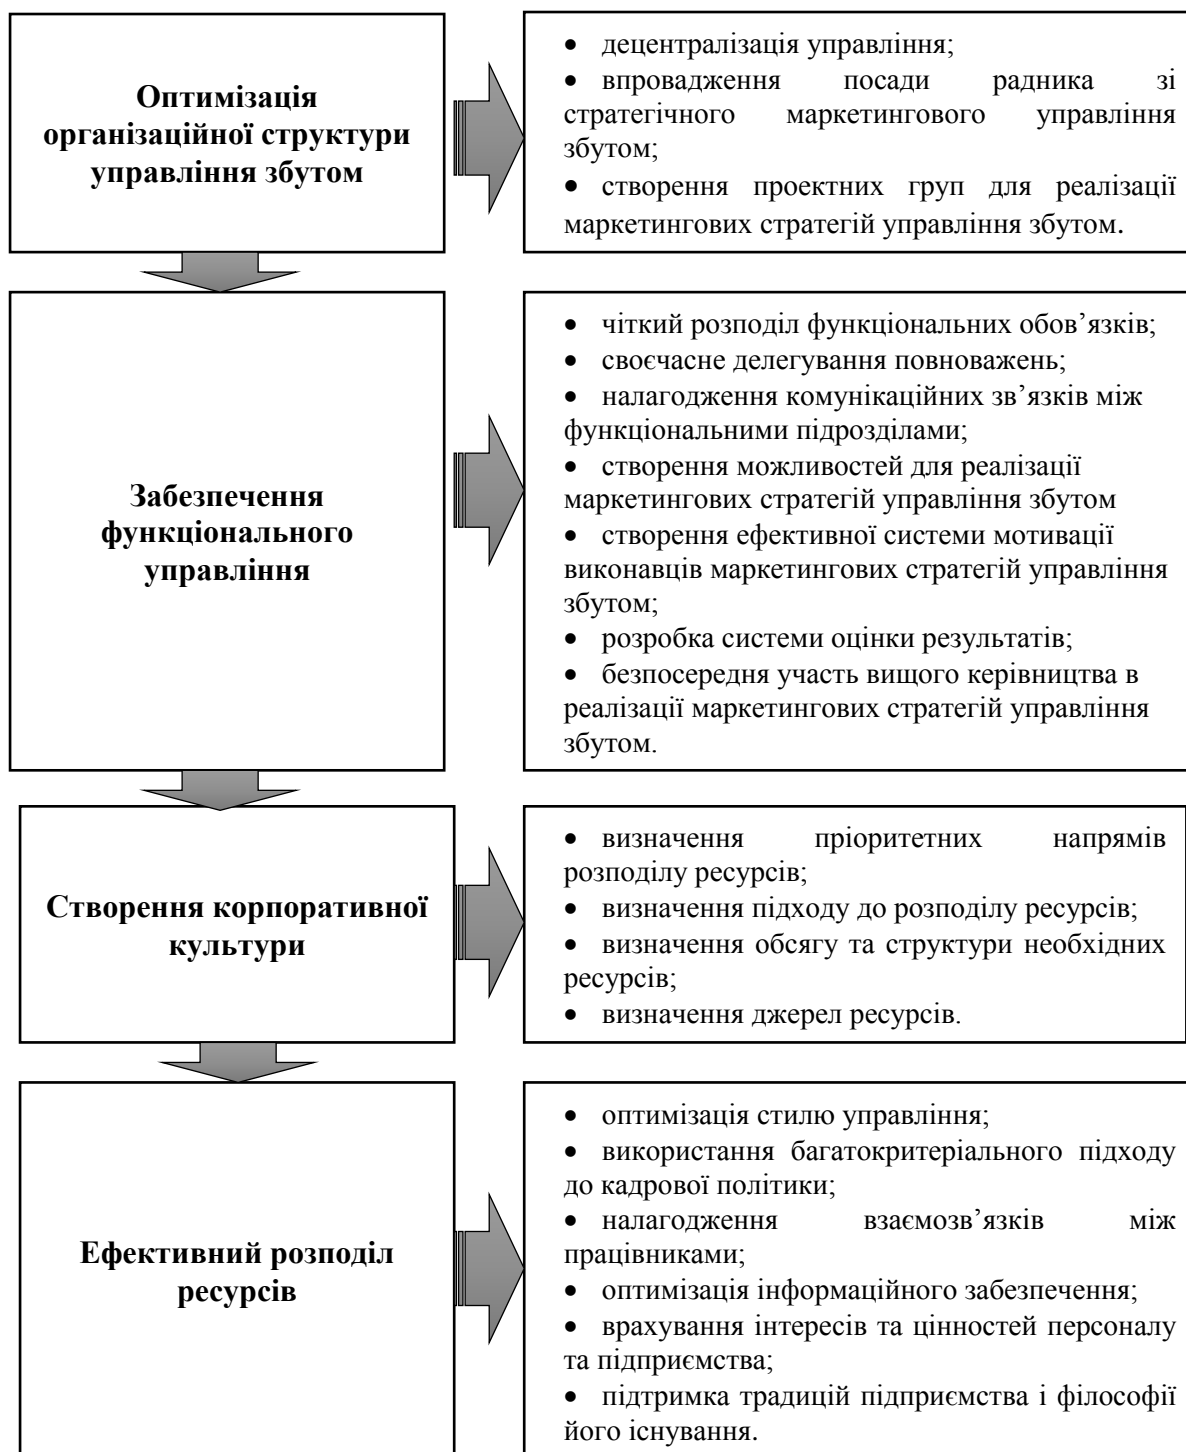 Оптимізація
організаційної структури
управління збутом
• децентралізація управління;
• впровадження посади радника зі
стратегічного маркетингового управління
збутом;
• створення проектних груп для реалізації
маркетингових стратегій управління збутом.
Забезпечення
функціонального
управління
• чіткий розподіл функціональних обов’язків;
• своєчасне делегування повноважень;
• налагодження комунікаційних зв’язків між
функціональними підрозділами;
• створення можливостей для реалізації
маркетингових стратегій управління збутом
• створення ефективної системи мотивації
виконавців маркетингових стратегій управління
збутом;
• розробка системи оцінки результатів;
• безпосередня участь вищого керівництва в
реалізації маркетингових стратегій управління
збутом.
Створення корпоративної
культури
• визначення пріоритетних напрямів
розподілу ресурсів;
• визначення підходу до розподілу ресурсів;
• визначення обсягу та структури необхідних
ресурсів;
• визначення джерел ресурсів.
Ефективний розподіл
ресурсів
• оптимізація стилю управління;
• використання багатокритеріального підходу
до кадрової політики;
• налагодження взаємозв’язків між
працівниками;
• оптимізація інформаційного забезпечення;
• врахування інтересів та цінностей персоналу
та підприємства;
• підтримка традицій підприємства і філософії
його існування.